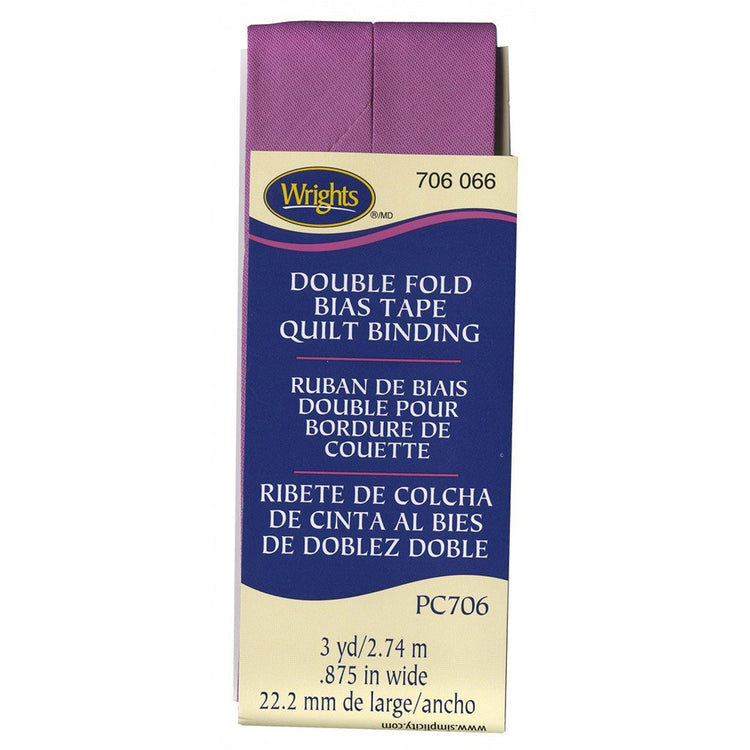 Wrights
®/MD
706 066
DOUBLE FOLD
BIAS TAPE
QUILT BINDING
RUBAN DE BIAIS
DOUBLE POUR
BORDURE DE
COUETTE
RIBETE DE COLCHA
DE CINTA AL BIES
DE DOBLEZ DOBLE
PC706
3 yd/2.74 m
.875 in wide
22.2 mm de large/ancho
www.simplicity.com